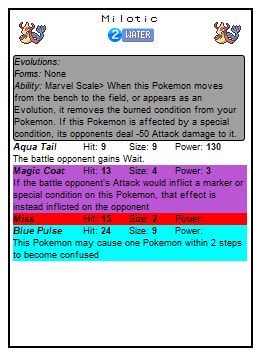 Milotic
2 WATER
Evolutions:
Forms: None
Ability: Marvel Scale> When this Pokemon moves
from the bench to the field, or appears as an
Evolution, it removes the burned condition from your
Pokemon. If this Pokemon is affected by a special
condition, its opponents deal -50 Attack damage to it.
Aqua Tail Hit: 9 Size: 9 Power: 130
The battle opponent gains Wait.
Magic Coat Hit: 13 Size: 4 Power: 3
If the battle opponent's Attack would inflict a marker or
special condition on this Pokemon, that effect is
instead inflicted on the opponent
Miss Hit: 15 Size: 2 Power:
Blue Pulse Hit: 24 Size: 9 Power:
This Pokemon may cause one Pokemon within 2 steps
to become confused